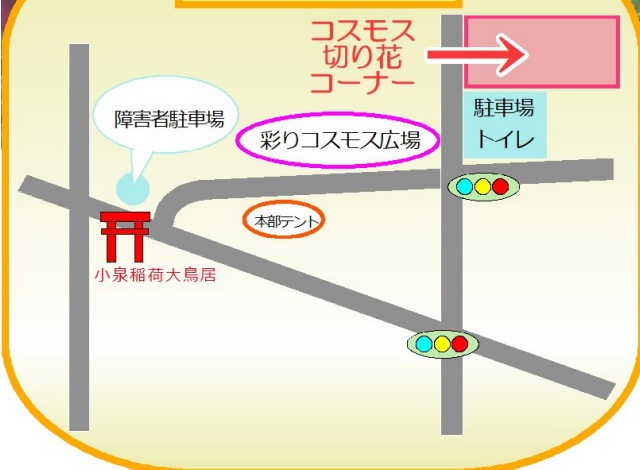 コスモス
切り花
コーナー
駐車場
トイレ
障害者駐車場
彩りコスモス広場
本部テント
小泉稲荷大鳥居